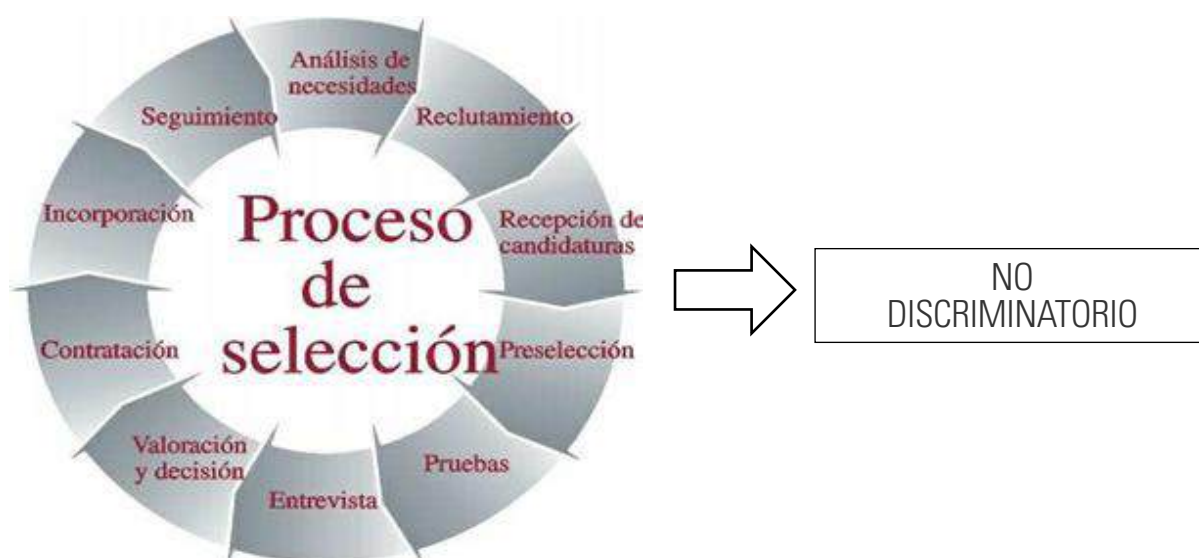 Análisis de
necesidades
Reclutamiento
Recepción de
candidaturas
Preselección
Pruebas
Entrevista
Valoración
y decisión
Contratación
Incorporación
Seguimiento
Proceso
de
selección
NO
DISCRIMINATORIO